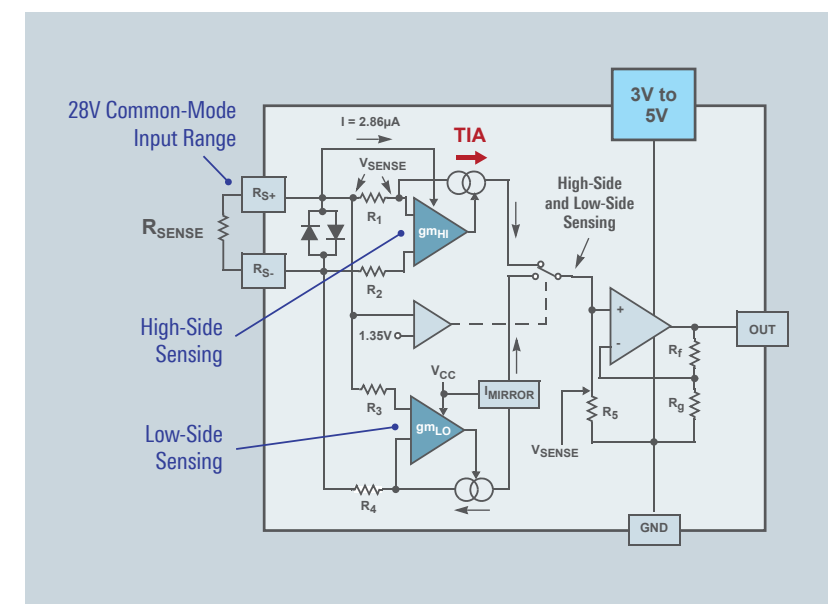 28V Common-Mode
Input Range
3V to
5V
I = 2.86µA
TIA
VSENSE
High-Side
and Low-Side
Sensing
RS+
R1
gmHI
RSENSE
RS-
R2
High-Side
Sensing
1.35V
+
-
OUT
Rf
VCC
IMIRROR
R3
R5
Rg
gmLO
Low-Side
Sensing
VSENSE
R4
GND